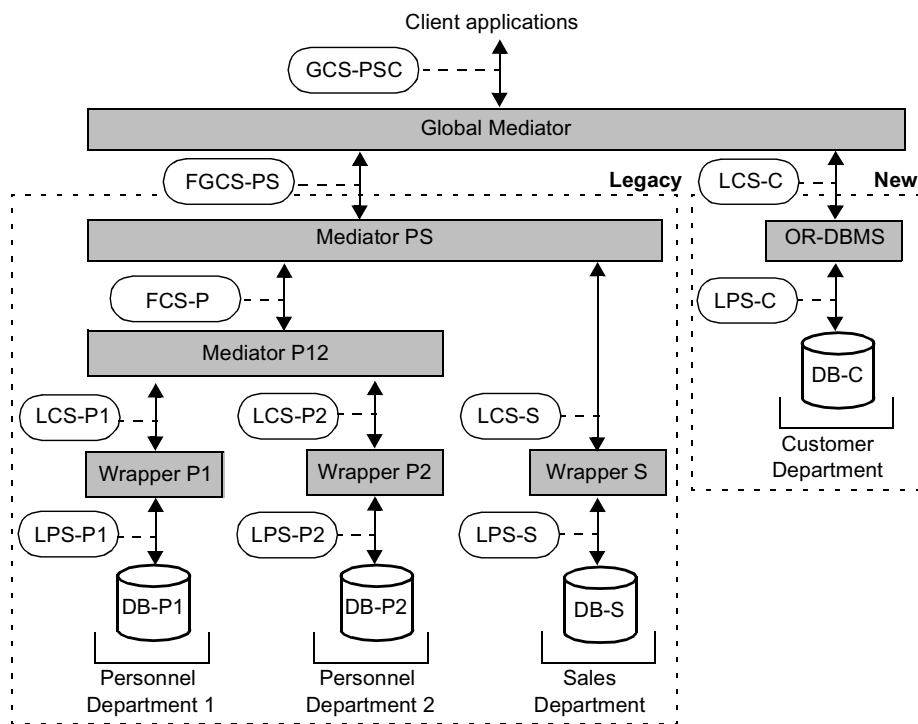 Client applications
GCS-PSC
Global Mediator
FGCS-PS
Legacy
LCS-C
New
Mediator PS
OR-DBMS
FCS-P
LPS-C
Mediator P12
DB-C
LCS-P1
LCS-P2
LCS-S
Customer
Department
Wrapper P1
Wrapper P2
Wrapper S
LPS-P1
LPS-P2
LPS-S
DB-P1
DB-P2
DB-S
Personnel
Department 1
Personnel
Department 2
Sales
Department